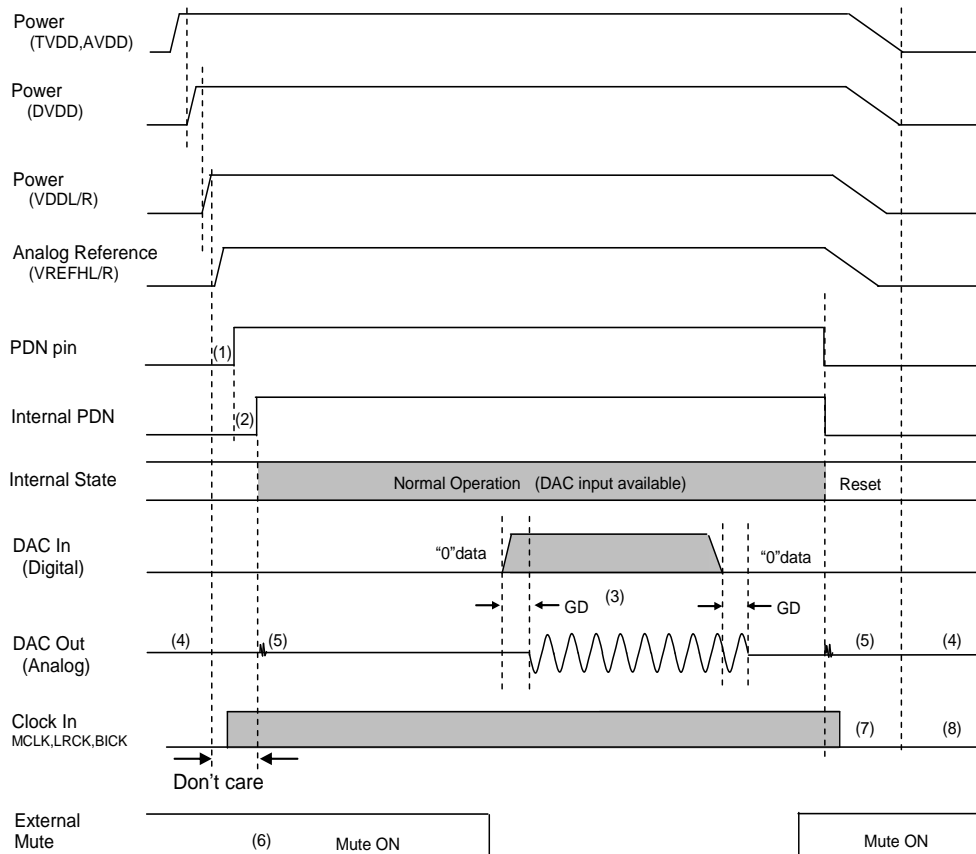 Power
(TVDD,AVDD)
Power
(DVDD)
Power
(VDDL/R)
Analog Reference
(VREFHL/R)
PDN pin
(1)
Internal PDN
(2)
Internal State
Normal Operation (DAC input available)
Reset
DAC In
(Digital)
“0”data
“0”data
GD
(3)
GD
DAC Out
(Analog)
(4)
(5)
(5)
(4)
Clock In
MCLK,LRCK,BICK
(7)
(8)
Don’t care
External
Mute
(6)
Mute ON
Mute ON